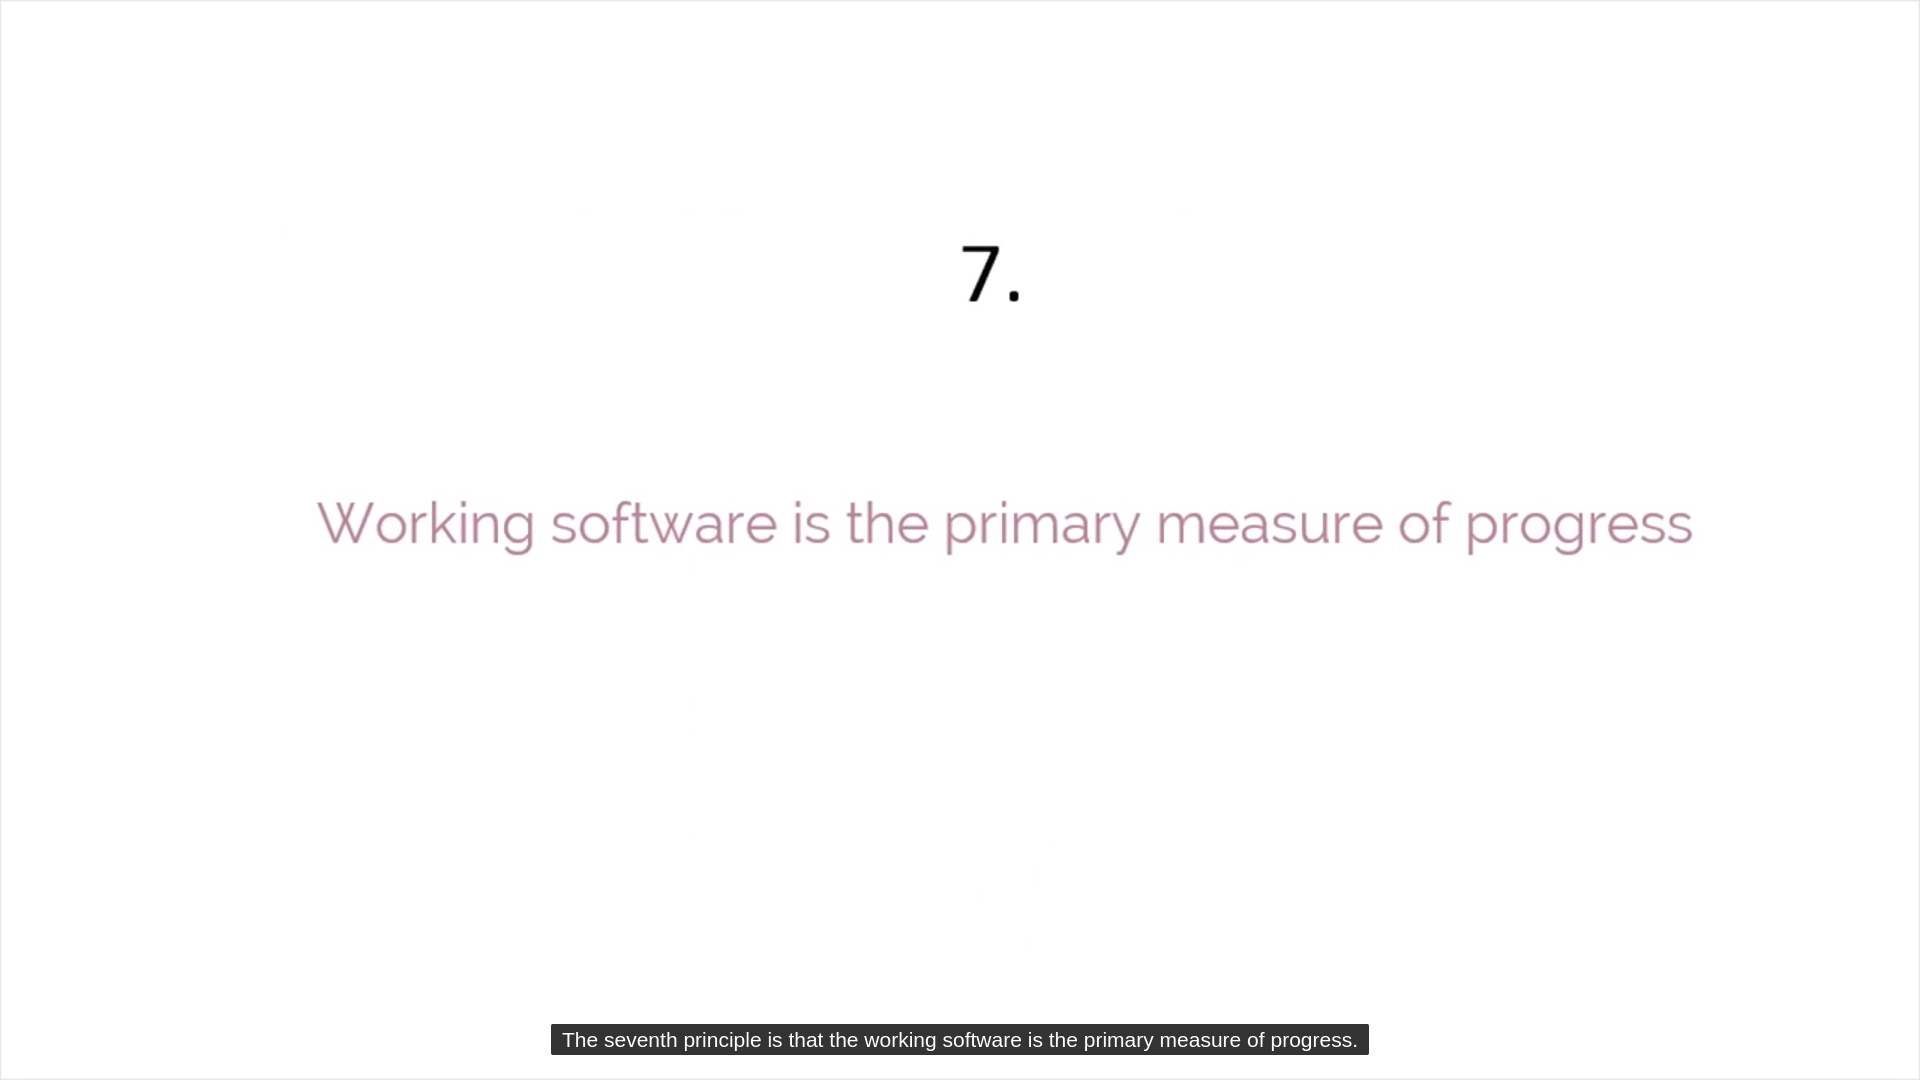 7.
Working software is the primary measure of progress
The seventh principle is that the working software is the primary measure of progress.